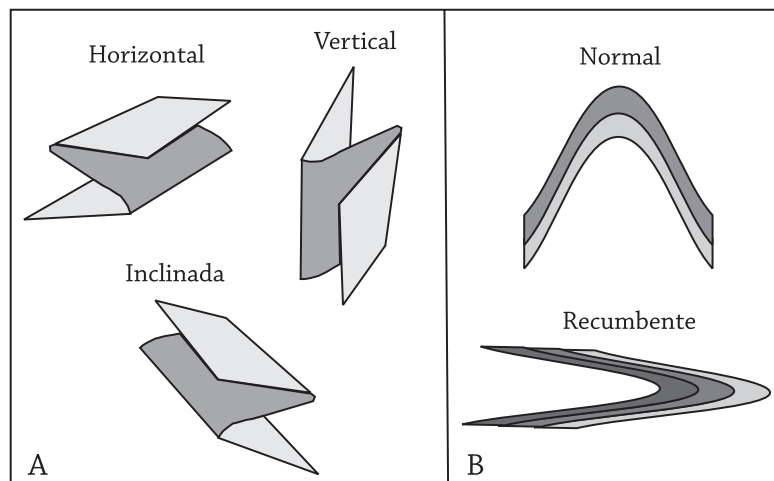 Horizontal
Vertical
Inclinada
A
Normal
Recumbente
B